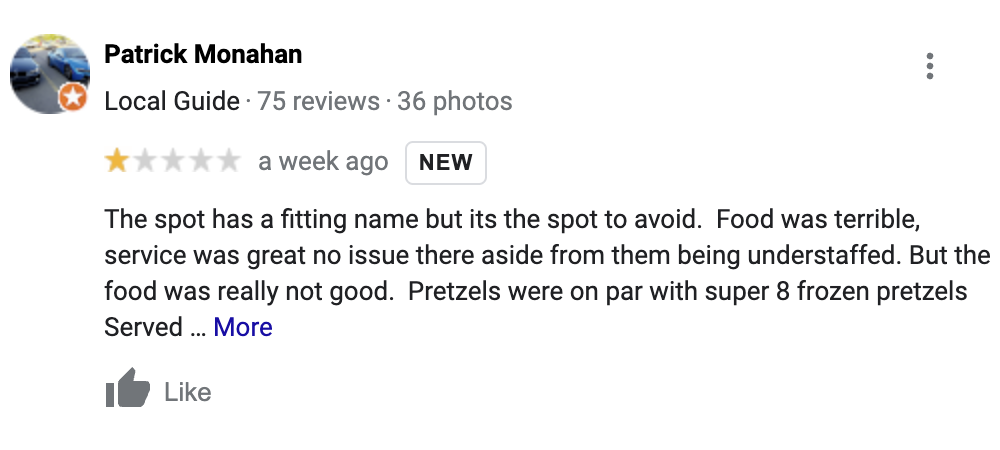 Patrick Monahan
Local Guide · 75 reviews · 36 photos
a week ago NEW
The spot has a fitting name but its the spot to avoid.  Food was terrible,
service was great no issue there aside from them being understaffed. But the
food was really not good.  Pretzels were on par with super 8 frozen pretzels
Served ... More
Like